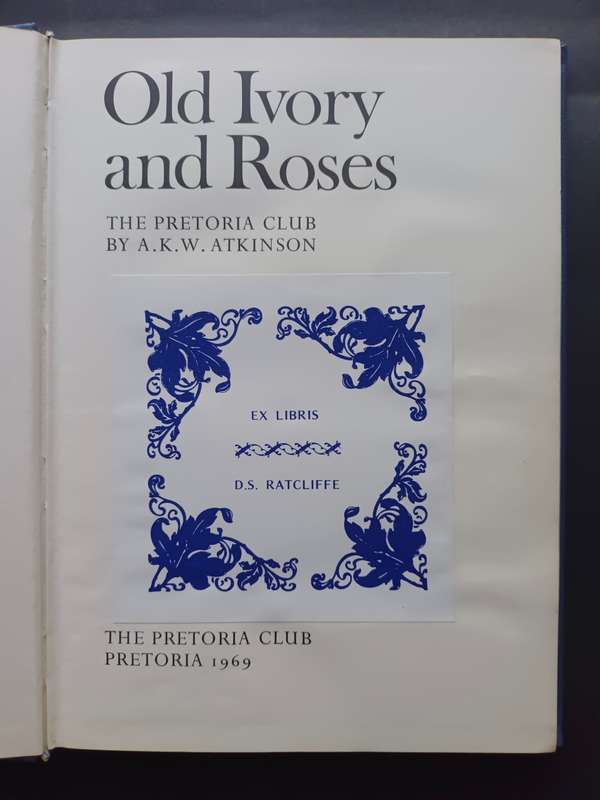 Old Ivory
and Roses
THE PRETORIA CLUB
BY A.K.W. ATKINSON
EX LIBRIS
D.S. RATCLIFFE
THE PRETORIA CLUB
PRETORIA 1969